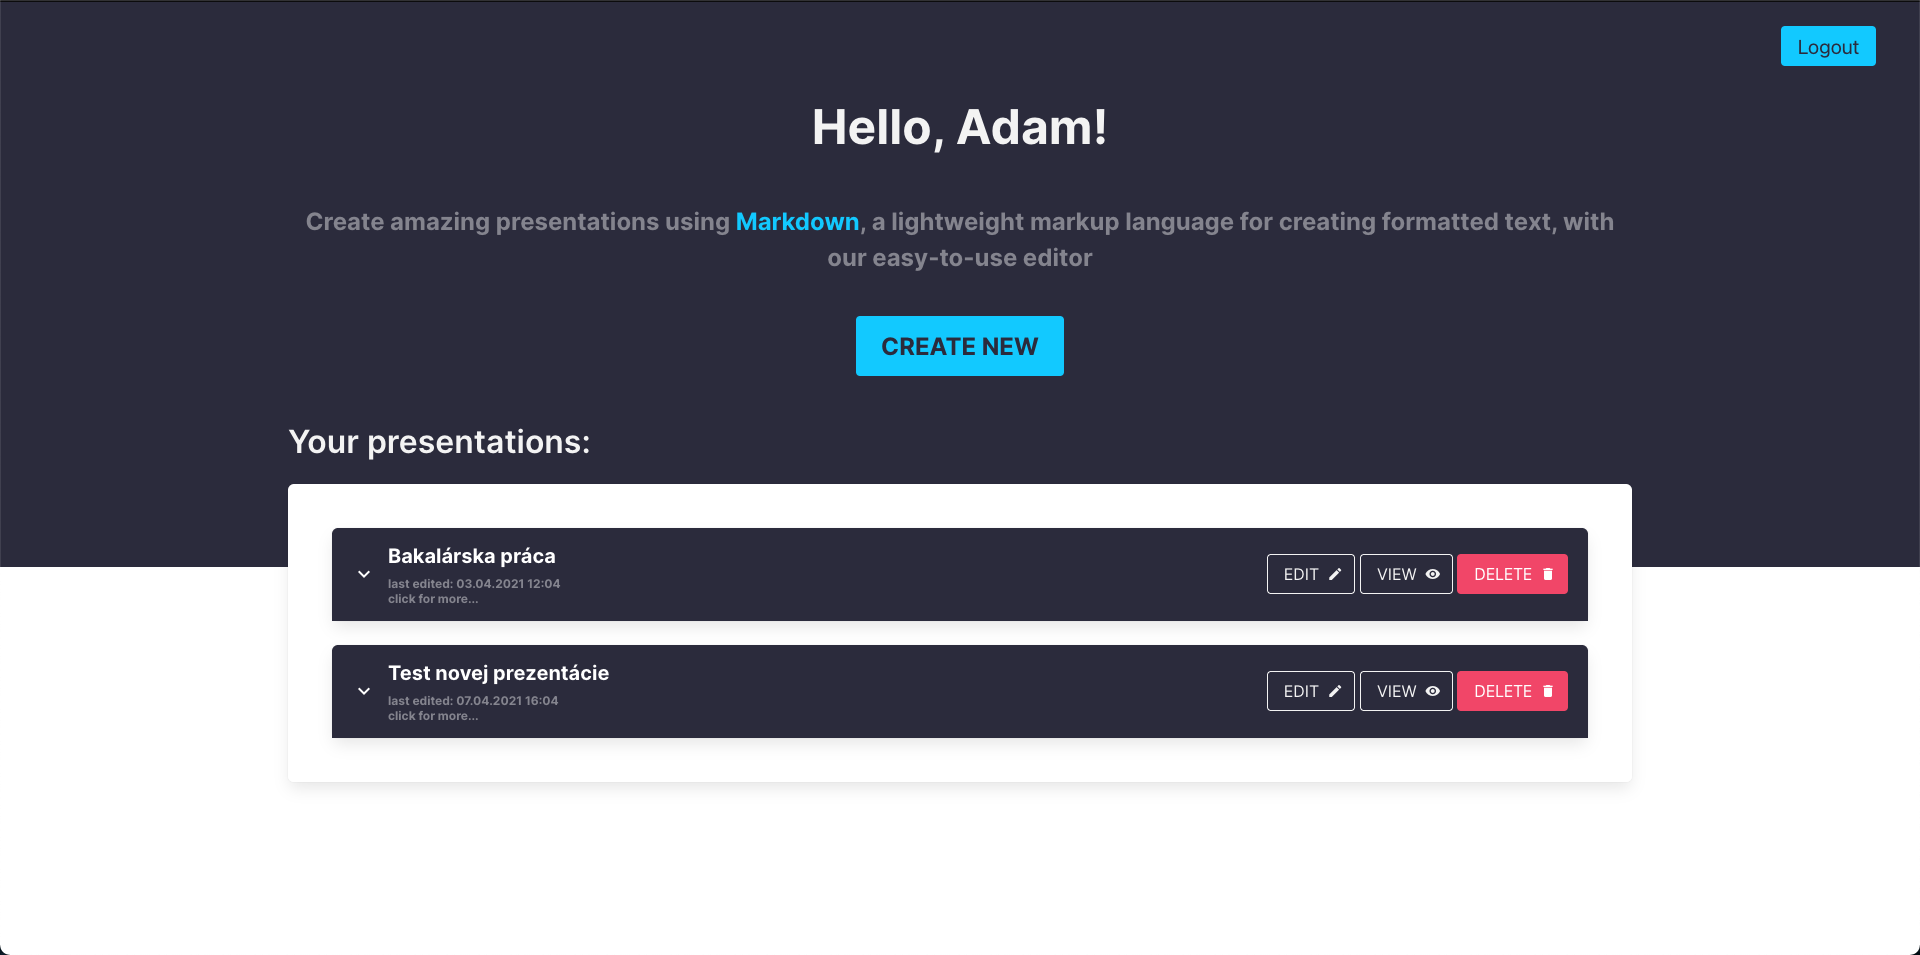 Logout
Hello, Adam!
Create amazing presentations using Markdown, a lightweight markup language for creating formatted text, with
our easy-to-use editor
CREATE NEW
Your presentations:
Bakalárska práca
last edited: 03.04.2021 12:04
click for more...
EDIT VIEW DELETE
Test novej prezentácie
last edited: 07.04.2021 16:04
click for more...
EDIT VIEW DELETE